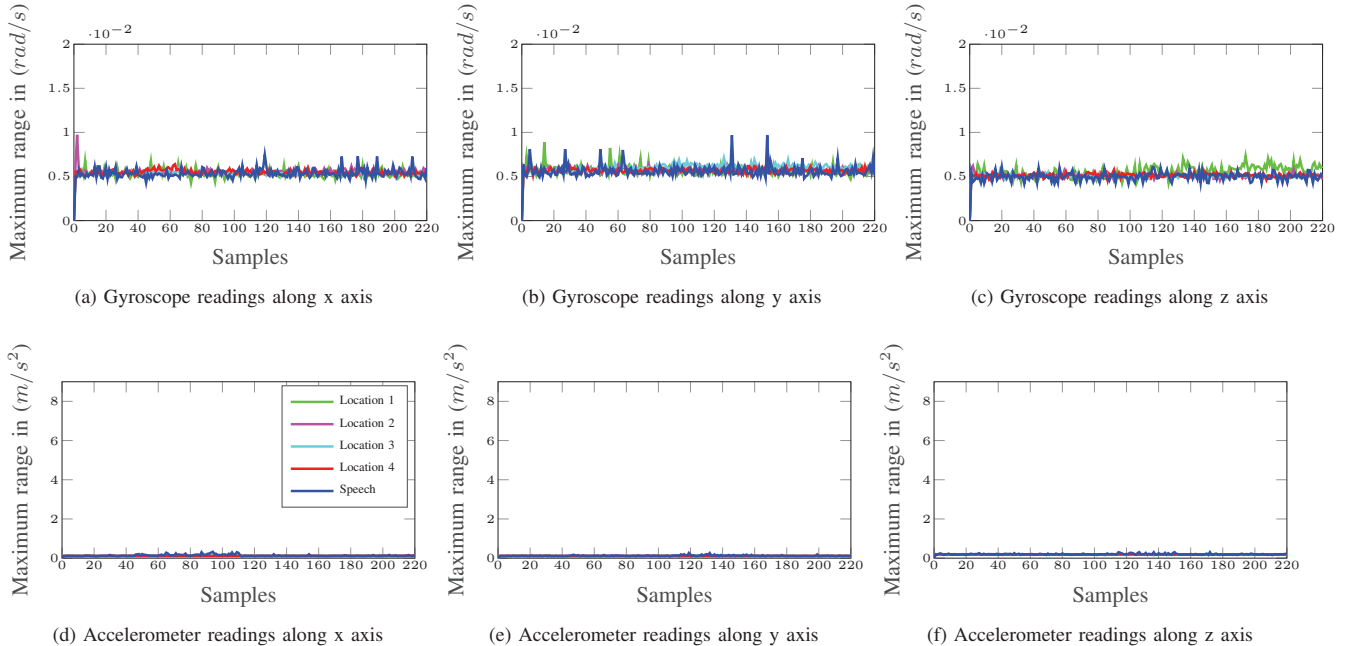 Maximum range in (rad/s)
·10−2
2
1.5
1
0.5
0
0 20 40 60 80 100 120 140 160 180 200 220
Samples
(a) Gyroscope readings along x axis
Maximum range in (rad/s)
·10−2
2
1.5
1
0.5
0
0 20 40 60 80 100 120 140 160 180 200 220
Samples
(b) Gyroscope readings along y axis
Maximum range in (rad/s)
·10−2
2
1.5
1
0.5
0
0 20 40 60 80 100 120 140 160 180 200 220
Samples
(c) Gyroscope readings along z axis
Maximum range in (m/s²)
8
6
4
2
0
0 20 40 60 80 100 120 140 160 180 200 220
Location 1
Location 2
Location 3
Location 4
Speech
Samples
(d) Accelerometer readings along x axis
Maximum range in (m/s²)
8
6
4
2
0
0 20 40 60 80 100 120 140 160 180 200 220
Samples
(e) Accelerometer readings along y axis
Maximum range in (m/s²)
8
6
4
2
0
0 20 40 60 80 100 120 140 160 180 200 220
Samples
(f) Accelerometer readings along z axis